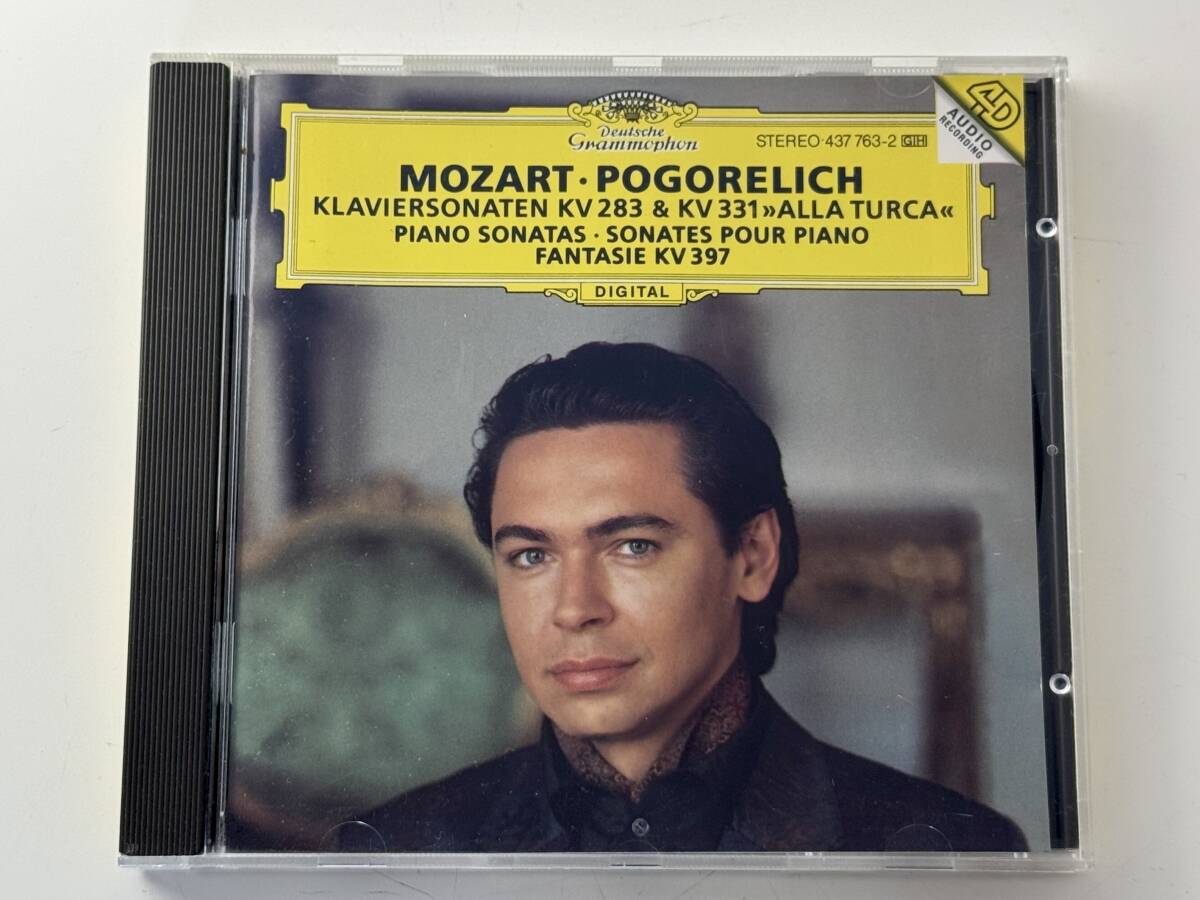 Deutsche
Grammophon
STEREO 437 763-2 GH
4D
AUDIO
RECORDING
MOZART · POGORELICH
KLAVIERSONATEN KV 283 & KV 331 »ALLA TURCA«
PIANO SONATAS · SONATES POUR PIANO
FANTASIE KV 397
DIGITAL